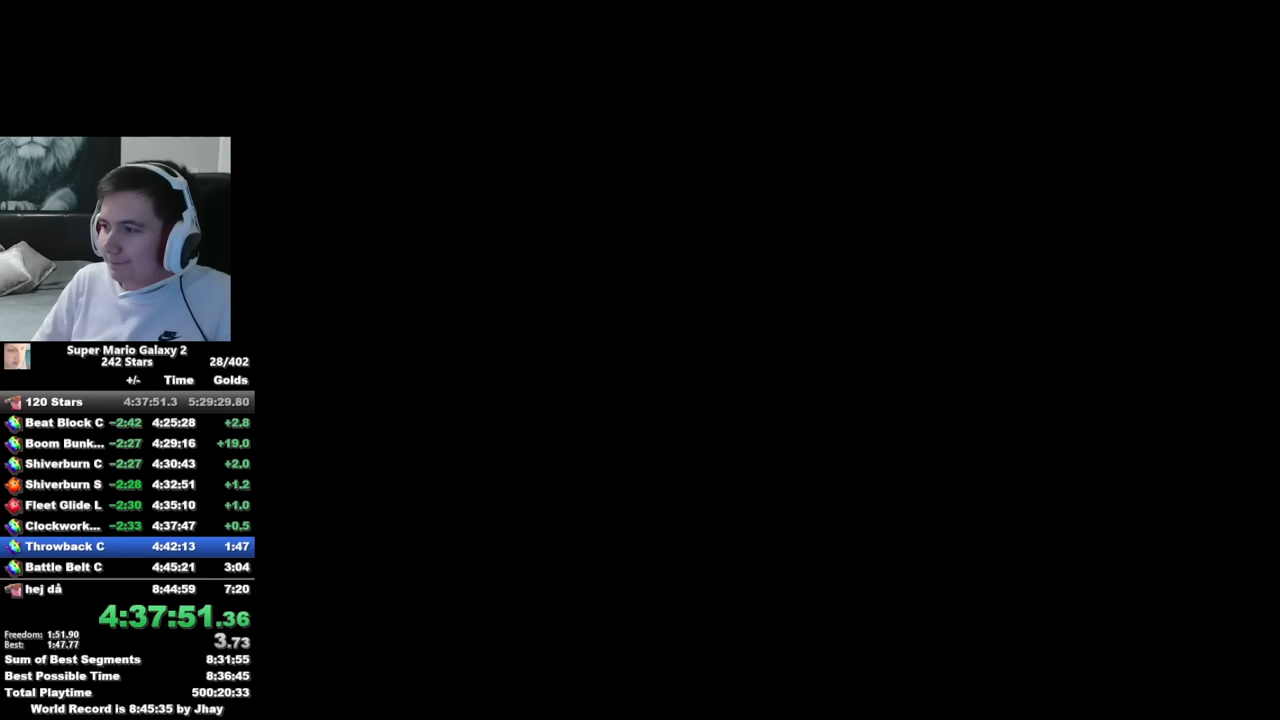 Super Mario Galaxy 2
242 Stars 28/402
+/- Time Golds
120 Stars 4:37:51.3 5:29:29.80
Beat Block C −2:42 4:25:28 +2.8
Boom Bunk... −2:27 4:29:16 +19.0
Shiverburn C −2:27 4:30:43 +2.0
Shiverburn S −2:28 4:32:51 +1.2
Fleet Glide L −2:30 4:35:10 +1.0
Clockwork... −2:33 4:37:47 +0.5
Throwback C 4:42:13 1:47
Battle Belt C 4:45:21 3:04
hej då 8:44:59 7:20
4:37:51.36
Freedom: 1:51.90
Best: 1:47.77
3.73
Sum of Best Segments 8:31:55
Best Possible Time 8:36:45
Total Playtime 500:20:33
World Record is 8:45:35 by Jhay